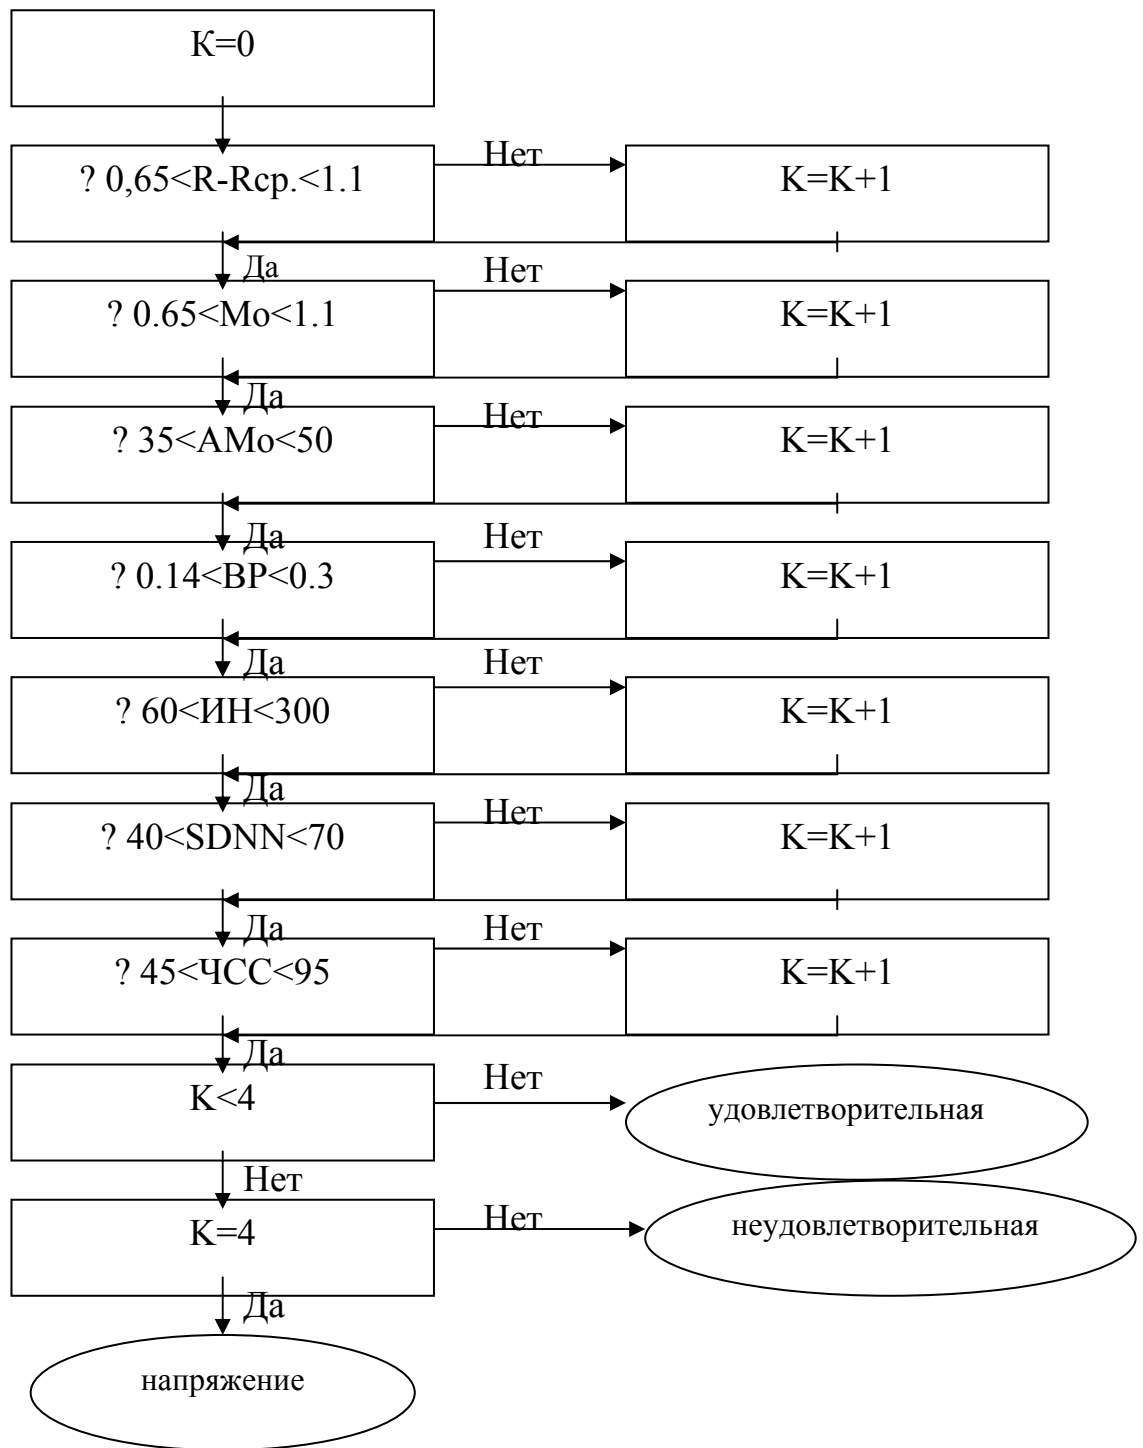 К=0
? 0,65<R-Rср.<1.1
Нет
K=K+1
Да
? 0.65<Мо<1.1
Нет
K=K+1
Да
? 35<АМо<50
Нет
K=K+1
Да
? 0.14<ВР<0.3
Нет
K=K+1
Да
? 60<ИН<300
Нет
K=K+1
Да
? 40<SDNN<70
Нет
K=K+1
Да
? 45<ЧСС<95
Нет
K=K+1
Да
K<4
Нет
удовлетворительная
Нет
K=4
Нет
неудовлетворительная
Да
напряжение